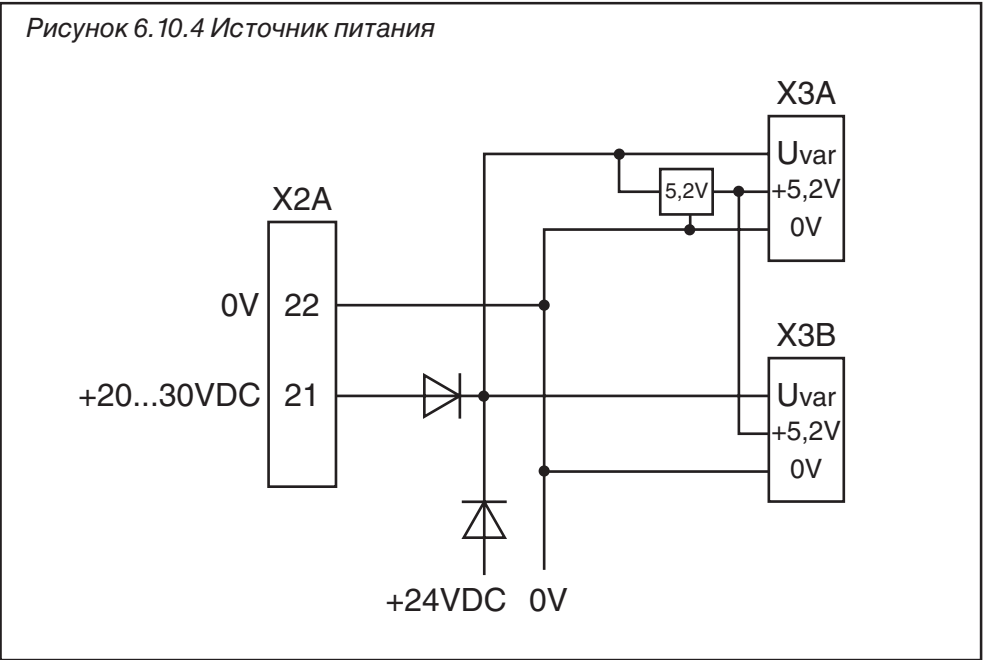 Рисунок 6.10.4 Источник питания
X3A
Uvar
5,2V
+5,2V
0V
X2A
0V 22
+20...30VDC 21
X3B
Uvar
+5,2V
0V
+24VDC 0V